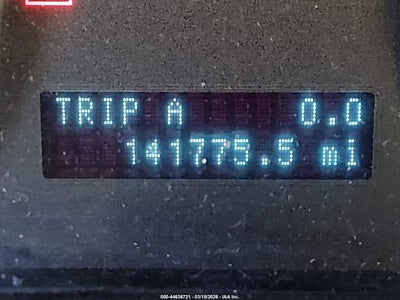 TRIP A 0.0
141775.5 mi
000-44636721 - 03/18/2026 - IAA Inc.